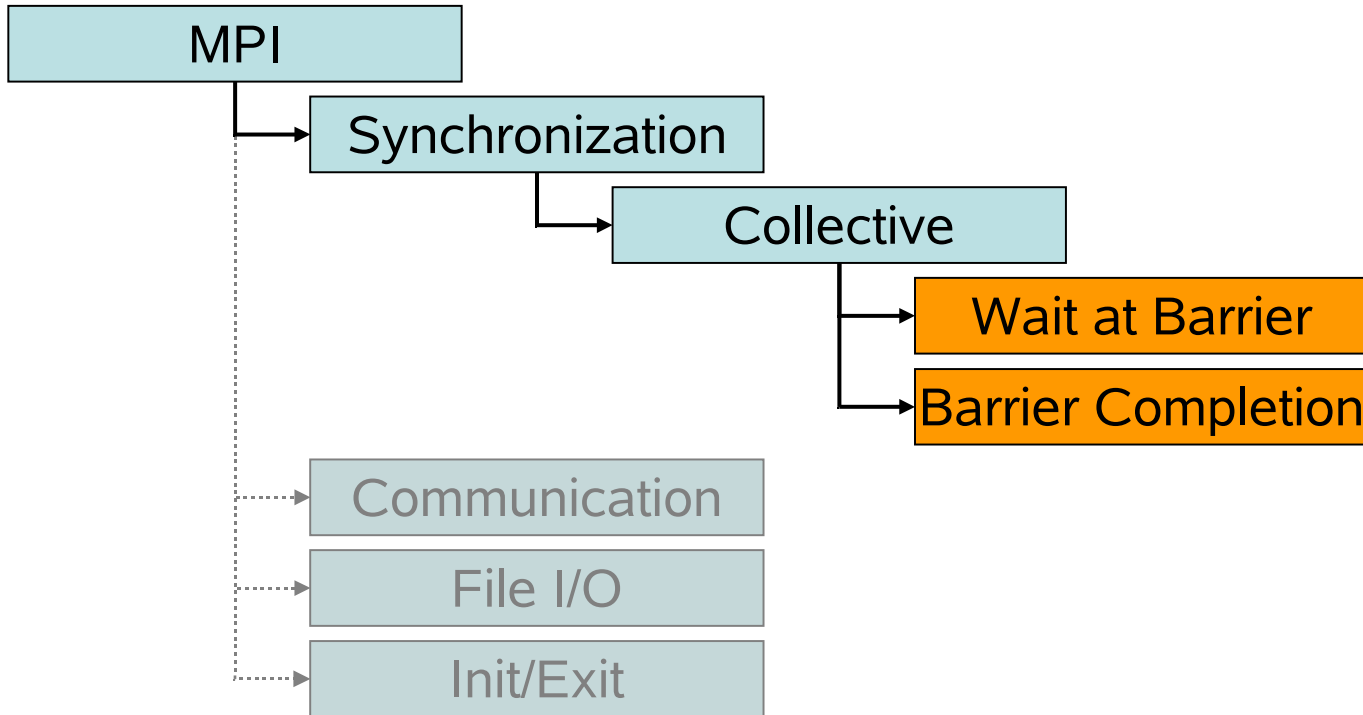 MPI
Synchronization
Collective
Wait at Barrier
Barrier Completion
Communication
File I/O
Init/Exit